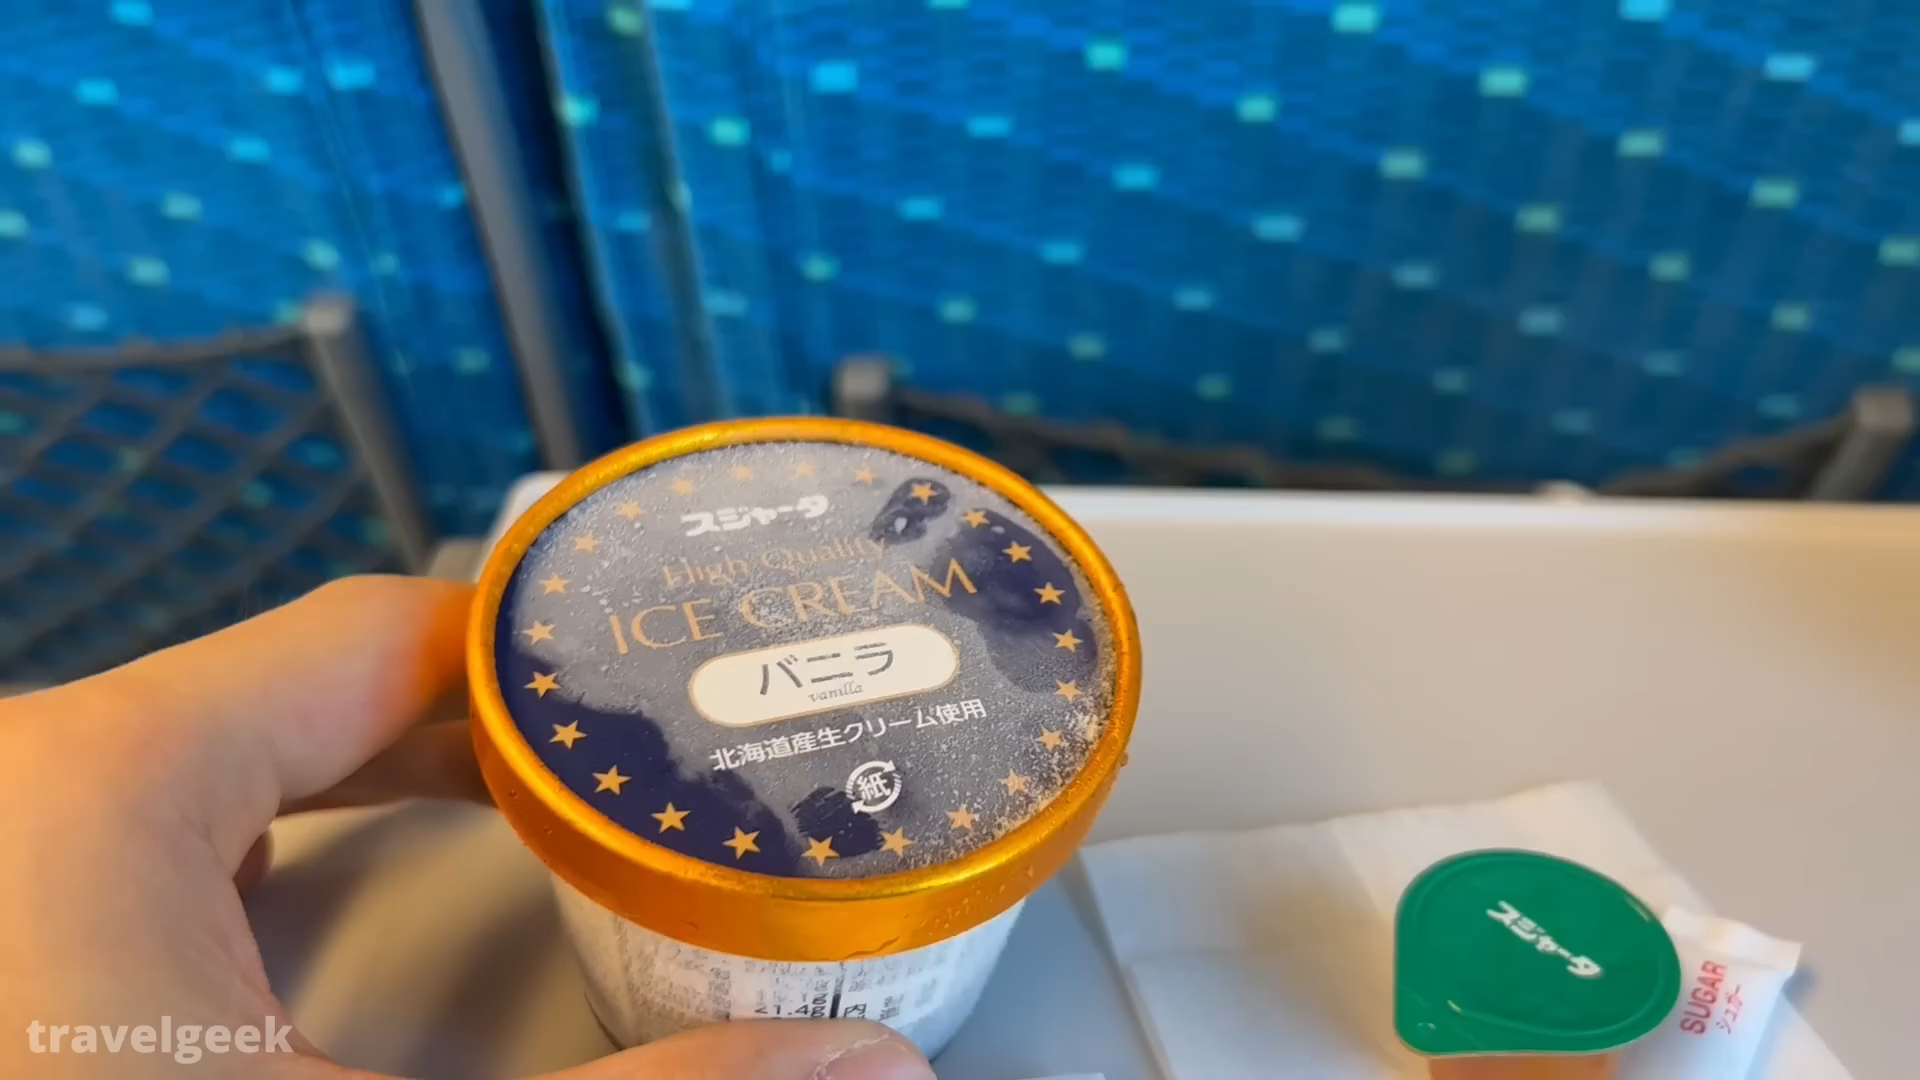 スジャータ
High Quality
ICE CREAM
バニラ
vanilla
北海道産生クリーム使用
紙
スジャータ
SUGAR
シュガー
travelgeek